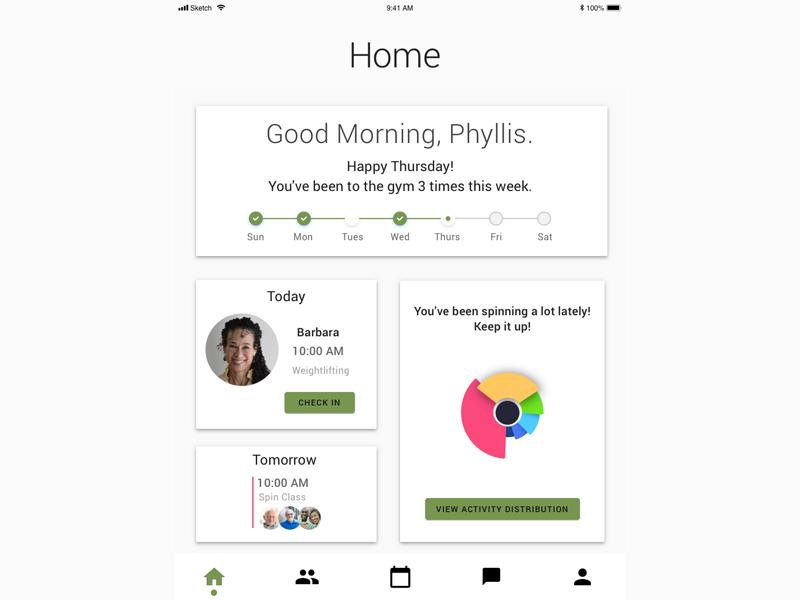 Sketch
9:41 AM
100%
Home
Good Morning, Phyllis.
Happy Thursday!
You've been to the gym 3 times this week.
Sun Mon Tues Wed Thurs Fri Sat
Today
Barbara
10:00 AM
Weightlifting
CHECK IN
Tomorrow
10:00 AM
Spin Class
You've been spinning a lot lately!
Keep it up!
VIEW ACTIVITY DISTRIBUTION